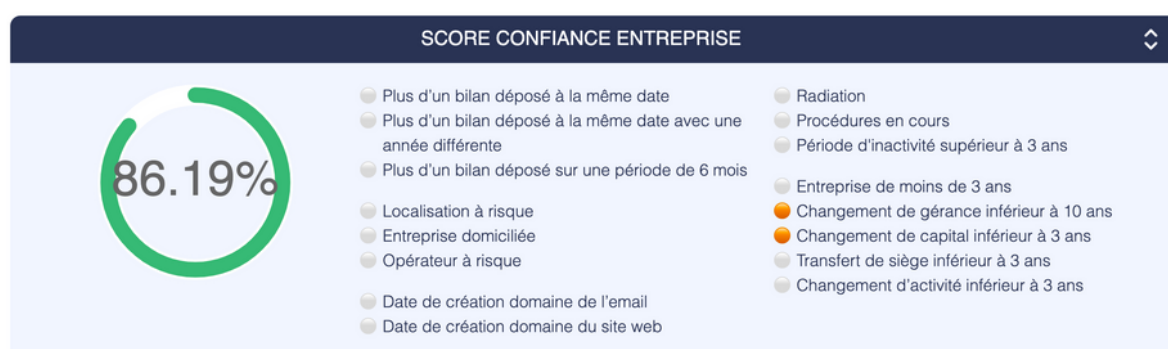 SCORE CONFIANCE ENTREPRISE
86.19%
Plus d'un bilan déposé à la même date
Plus d'un bilan déposé à la même date avec une
année différente
Plus d'un bilan déposé sur une période de 6 mois
Localisation à risque
Entreprise domiciliée
Opérateur à risque
Date de création domaine de l'email
Date de création domaine du site web
Radiation
Procédures en cours
Période d'inactivité supérieur à 3 ans
Entreprise de moins de 3 ans
Changement de gérance inférieur à 10 ans
Changement de capital inférieur à 3 ans
Transfert de siège inférieur à 3 ans
Changement d'activité inférieur à 3 ans